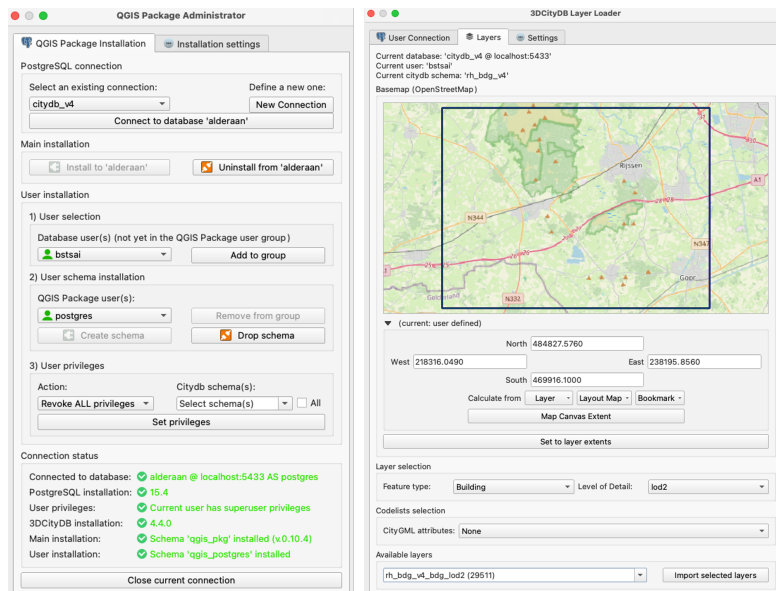 QGIS Package Administrator
QGIS Package Installation
Installation settings
PostgreSQL connection
Select an existing connection:
Define a new one:
citydb_v4
New Connection
Connect to database 'alderaan'
Main installation
Install to 'alderaan'
Uninstall from 'alderaan'
User installation
1) User selection
Database user(s) (not yet in the QGIS Package user group)
bstsai
Add to group
2) User schema installation
QGIS Package user(s):
postgres
Remove from group
Create schema
Drop schema
3) User privileges
Action:
Citydb schema(s):
Revoke ALL privileges
Select schema(s)
All
Set privileges
Connection status
Connected to database: alderaan @ localhost:5433 AS postgres
PostgreSQL installation: 15.4
User privileges: Current user has superuser privileges
3DCityDB installation: 4.4.0
Main installation: Schema 'qgis_pkg' installed (v.0.10.4)
User installation: Schema 'qgis_postgres' installed
Close current connection
3DCityDB Layer Loader
User Connection
Layers
Settings
Current database: 'citydb_v4 @ localhost:5433'
Current user: 'bstsai'
Current citydb schema: 'rh_bdg_v4'
Basemap (OpenStreetMap)
Rijssen
A1
N344
N347
Goor
Gelderland
N332
(current: user defined)
North 484827.5760
West 218316.0490
East 238195.8560
South 469916.1000
Calculate from
Layer
Layout Map
Bookmark
Map Canvas Extent
Set to layer extents
Layer selection
Feature type: Building
Level of Detail: lod2
Codelists selection
CityGML attributes: None
Available layers
rh_bdg_v4_bdg_lod2 (29511)
Import selected layers